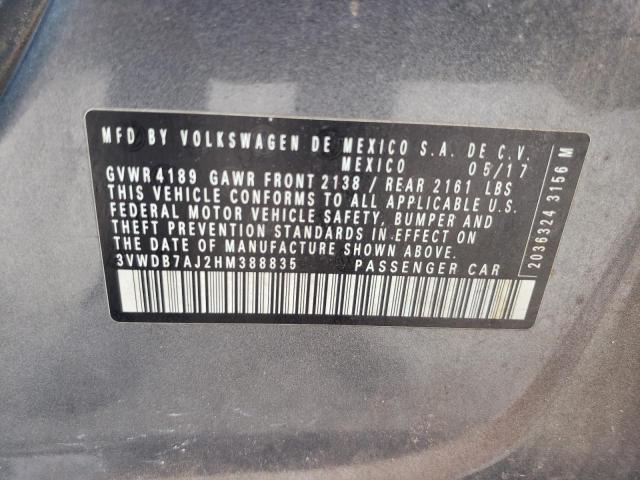 MFD BY VOLKSWAGEN DE MEXICO S.A. DE C.V.
MEXICO 05/17
GVWR 4189 GAWR FRONT 2138 / REAR 2161 LBS
THIS VEHICLE CONFORMS TO ALL APPLICABLE U.S.
FEDERAL MOTOR VEHICLE SAFETY, BUMPER AND
THEFT PREVENTION STANDARDS IN EFFECT ON
THE DATE OF MANUFACTURE SHOWN ABOVE.
3VWDB7AJ2HM388835 PASSENGER CAR
2036324 3156 M